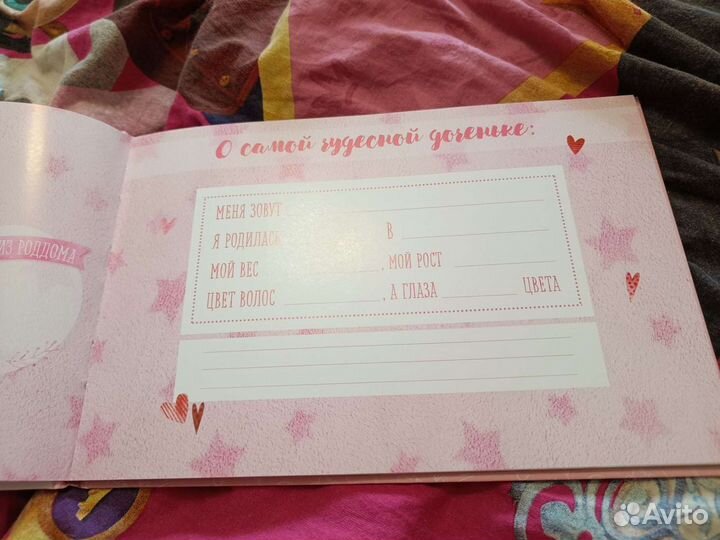 ИЗ РОДДОМА
О самой чудесной доченьке:
МЕНЯ ЗОВУТ
Я РОДИЛАСЬ В
МОЙ ВЕС , МОЙ РОСТ
ЦВЕТ ВОЛОС , А ГЛАЗА ЦВЕТА
Avito